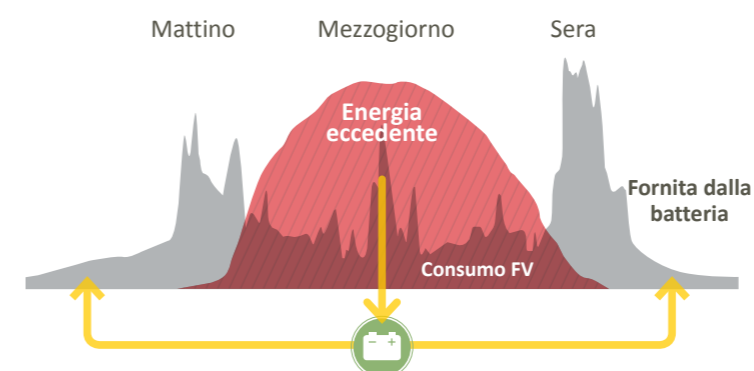 Mattino Mezzogiorno Sera
Energia
eccedente
Fornita dalla
batteria
Consumo FV
− +